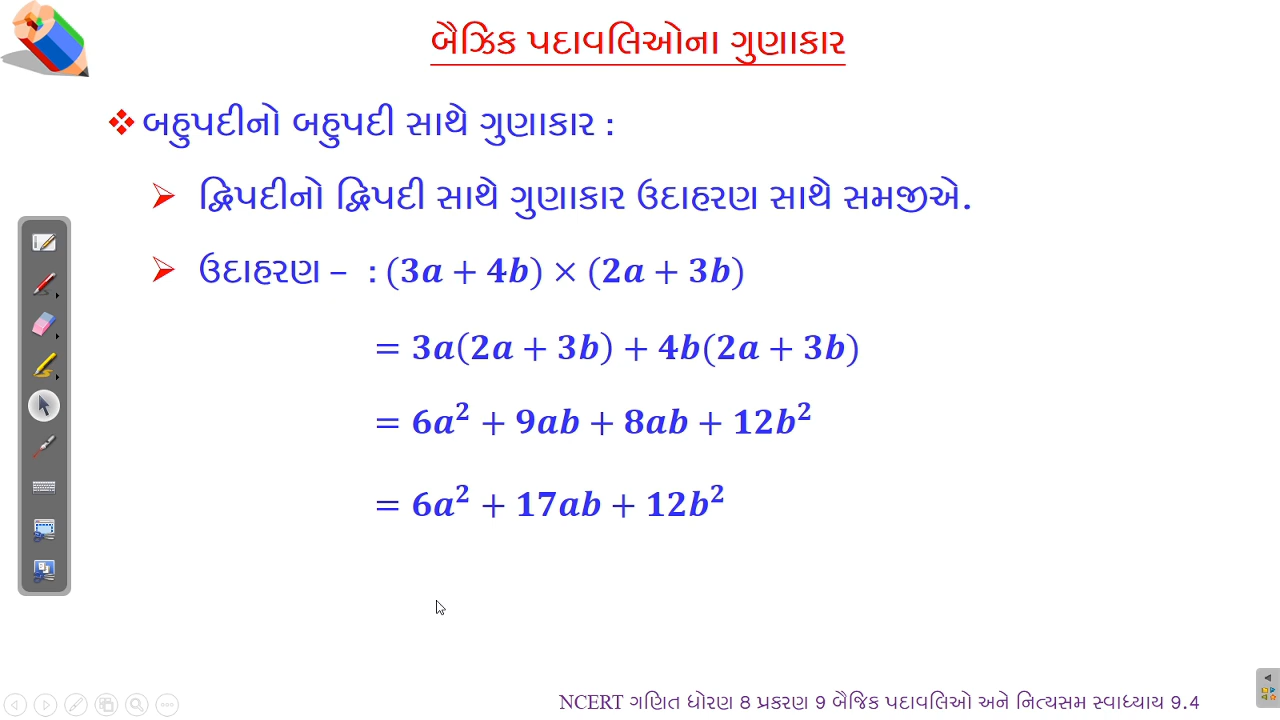 બૈઝિક પદાવલિઓના ગુણાકાર
❖ બહુપદીનો બહુપદી સાથે ગુણાકાર :
➢ દ્વિપદીનો દ્વિપદી સાથે ગુણાકાર ઉદાહરણ સાથે સમજીએ.
➢ ઉદાહરણ – : (3a + 4b) × (2a + 3b)
= 3a(2a + 3b) + 4b(2a + 3b)
= 6a² + 9ab + 8ab + 12b²
= 6a² + 17ab + 12b²
NCERT ગણિત ધોરણ 8 પ્રકરણ 9 બૈજિક પદાવલિઓ અને નિત્યસમ સ્વાધ્યાય 9.4